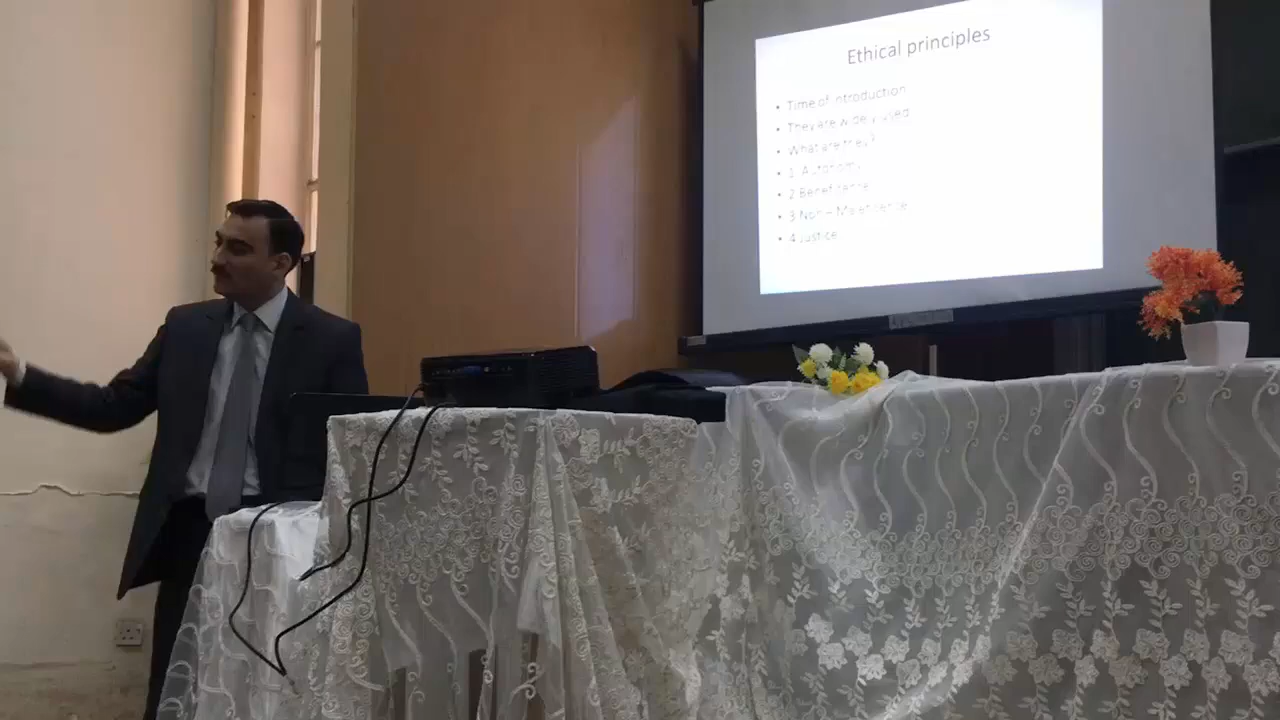 Ethical principles
• Time of introduction
• They are widely used
• What are they?
• 1 Autonomy
• 2 Beneficence
• 3 Non – Maleficence
• 4 Justice